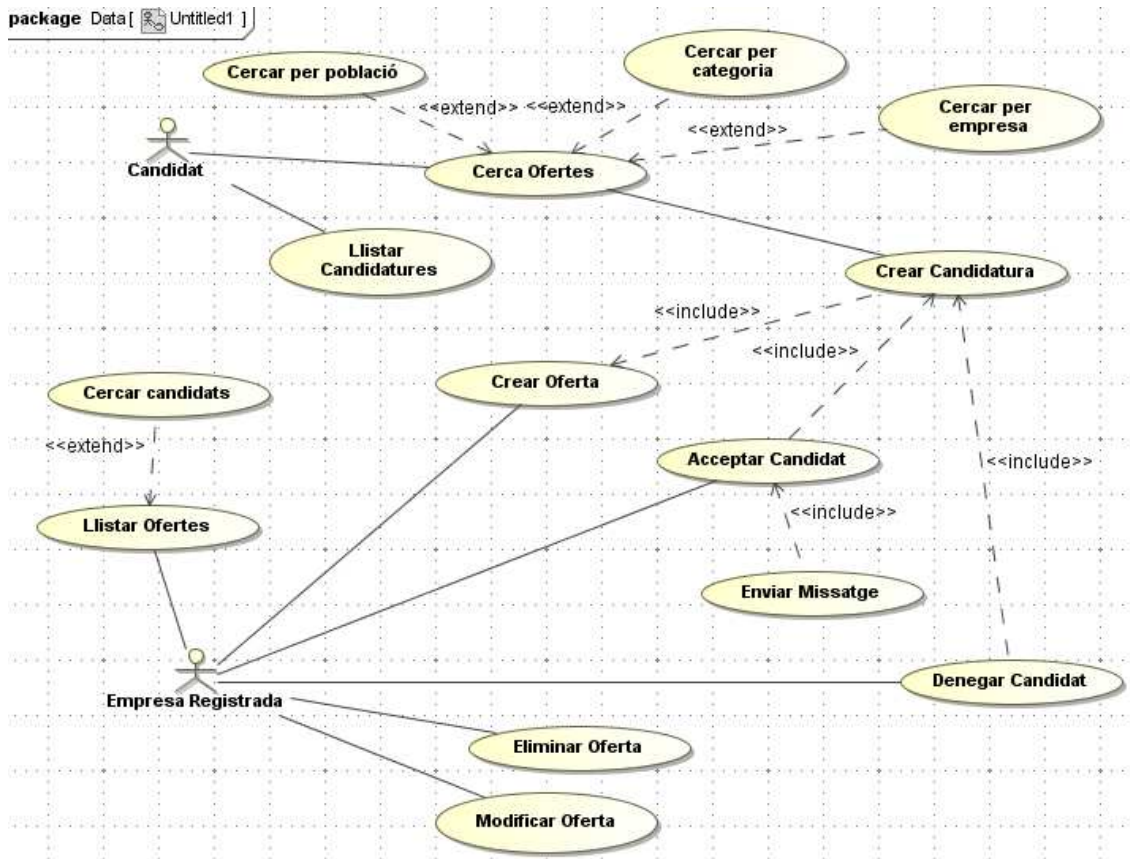 package Data [ Untitled1 ]
Cercar per
categoria
Cercar per població
<<extend>> <<extend>>
Cercar per
empresa
<<extend>>
Candidat
Cerca Ofertes
Llistar
Candidatures
Crear Candidatura
<<include>>
<<include>>
Crear Oferta
Cercar candidats
<<extend>>
Acceptar Candidat
<<include>>
<<include>>
Llistar Ofertes
Enviar Missatge
Denegar Candidat
Empresa Registrada
Eliminar Oferta
Modificar Oferta